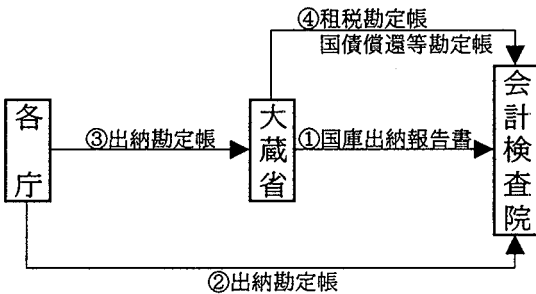 ④租税勘定帳
国債償還等勘定帳
各庁
③出納勘定帳
大蔵省
①国庫出納報告書
会計検査院
②出納勘定帳